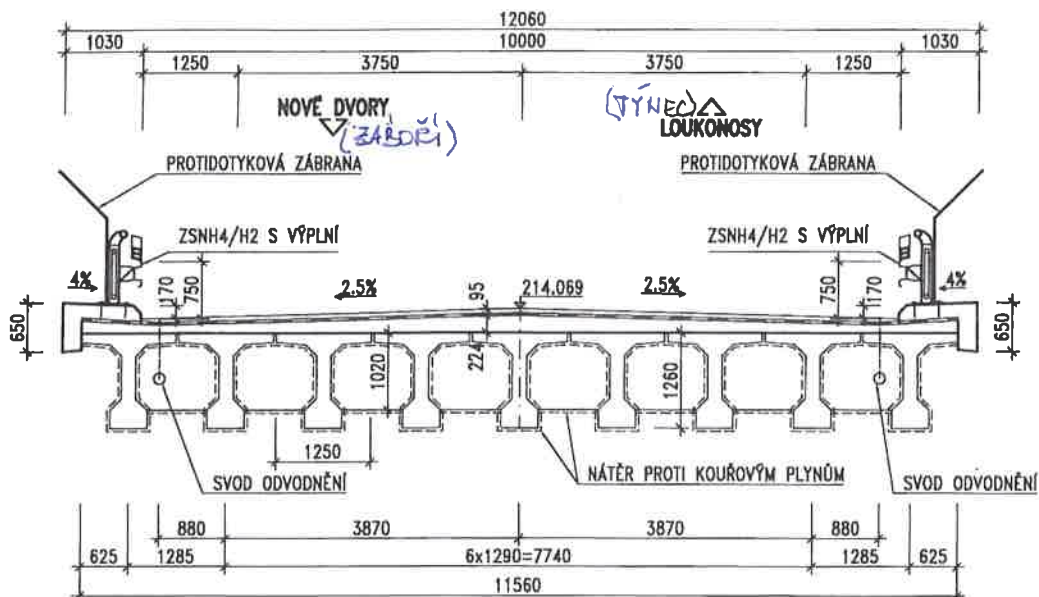 12060
1030 10000 1030
1250 3750 3750 1250
NOVÉ DVORY
(ZÁBOŘÍ)
(TÝNEC)
LOUKONOSY
PROTIDOTYKOVÁ ZÁBRANA PROTIDOTYKOVÁ ZÁBRANA
ZSNH4/H2 S VÝPLNÍ ZSNH4/H2 S VÝPLNÍ
4% 170 750 2.5% 95 214.069 2.5% 750 170 4%
650 650
1020 224 1260
1250
SVOD ODVODNĚNÍ NÁTĚR PROTI KOUŘOVÝM PLYNŮM SVOD ODVODNĚNÍ
880 3870 3870 880
625 1285 6x1290=7740 1285 625
11560